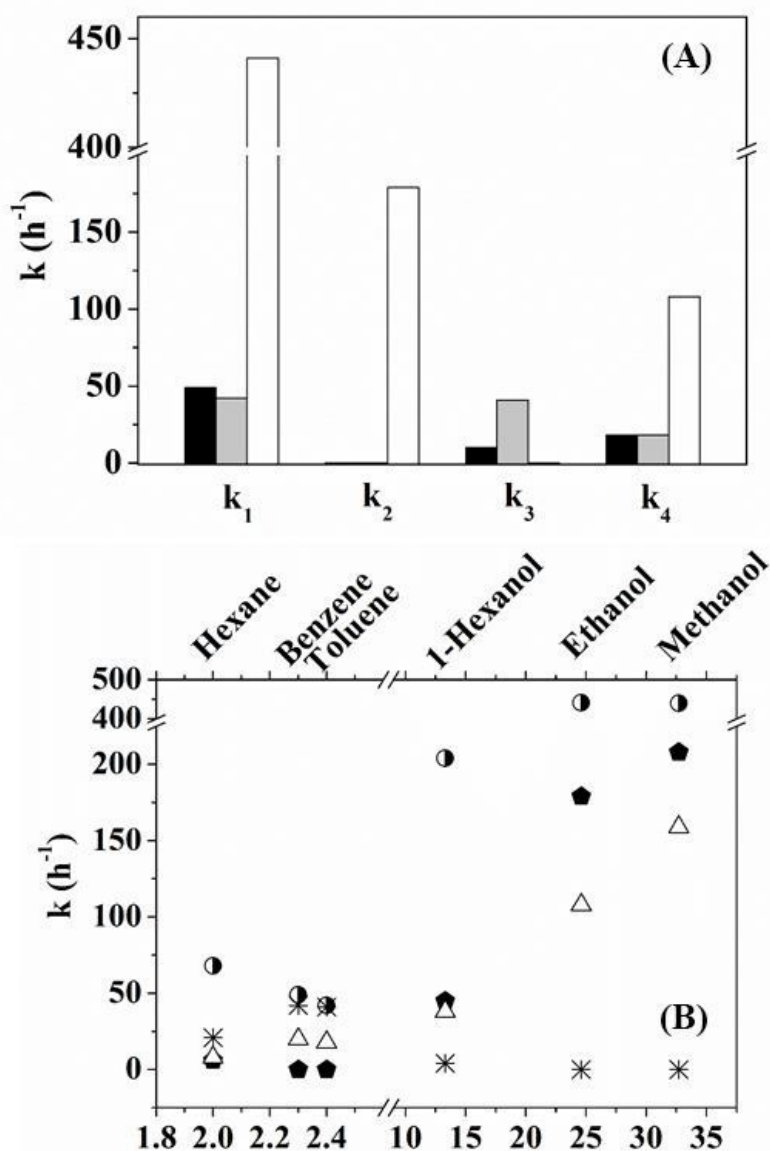 (A)
450
400
150
100
50
0
k (h⁻¹)
k₁ k₂ k₃ k₄
Hexane Benzene Toluene 1-Hexanol Ethanol Methanol
500
400
200
150
100
50
0
k (h⁻¹)
(B)
1.8 2.0 2.2 2.4 10 15 20 25 30 35